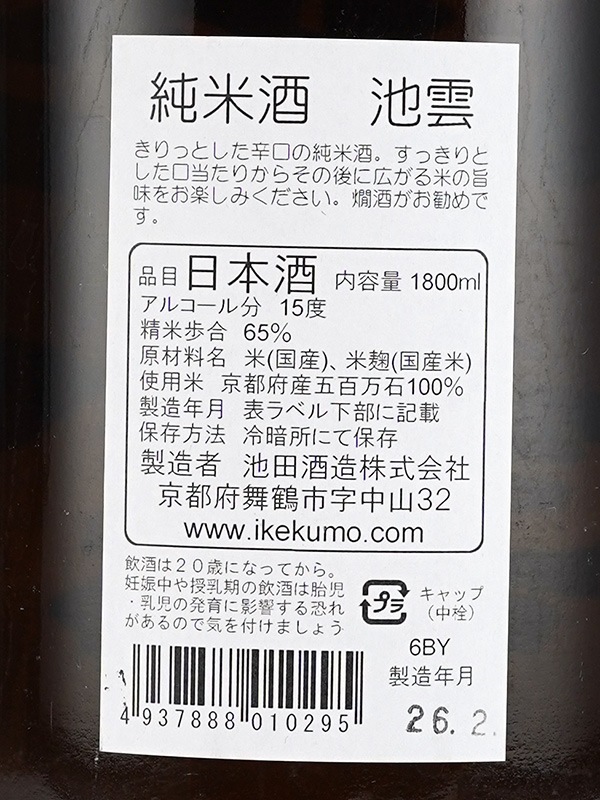 純米酒　池雲
きりっとした辛口の純米酒。すっきりと
した口当たりからその後に広がる米の旨
味をお楽しみください。燗酒がお勧めで
す。
品目 日本酒 内容量 1800ml
アルコール分 15度
精米歩合 65%
原材料名 米(国産)、米麹(国産米)
使用米 京都府産五百万石100%
製造年月 表ラベル下部に記載
保存方法 冷暗所にて保存
製造者 池田酒造株式会社
京都府舞鶴市字中山32
www.ikekumo.com
飲酒は20歳になってから。
妊娠中や授乳期の飲酒は胎児
・乳児の発育に影響する恐れ
があるので気を付けましょう
プラ
キャップ
(中栓)
6BY
製造年月
26.2.
4 937888 010295